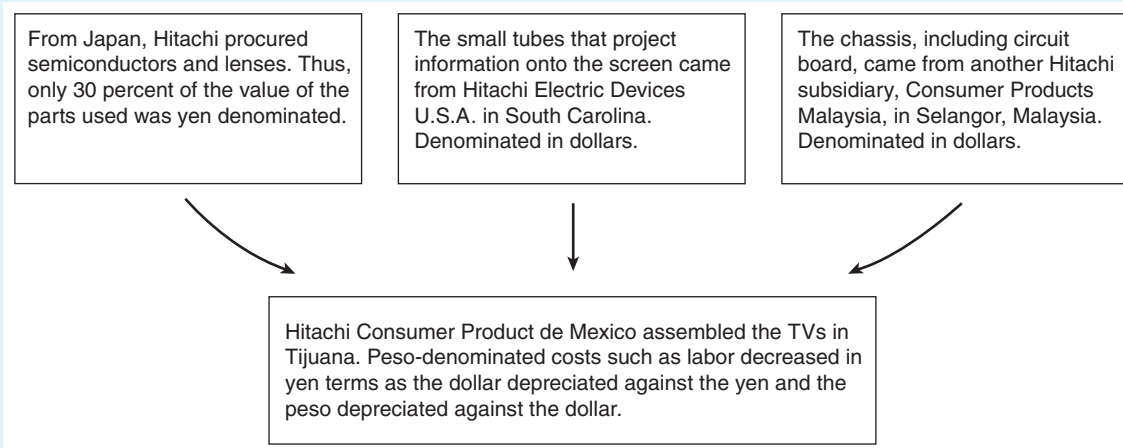 From Japan, Hitachi procured
semiconductors and lenses. Thus,
only 30 percent of the value of the
parts used was yen denominated.
The small tubes that project
information onto the screen came
from Hitachi Electric Devices
U.S.A. in South Carolina.
Denominated in dollars.
The chassis, including circuit
board, came from another Hitachi
subsidiary, Consumer Products
Malaysia, in Selangor, Malaysia.
Denominated in dollars.
Hitachi Consumer Product de Mexico assembled the TVs in
Tijuana. Peso-denominated costs such as labor decreased in
yen terms as the dollar depreciated against the yen and the
peso depreciated against the dollar.